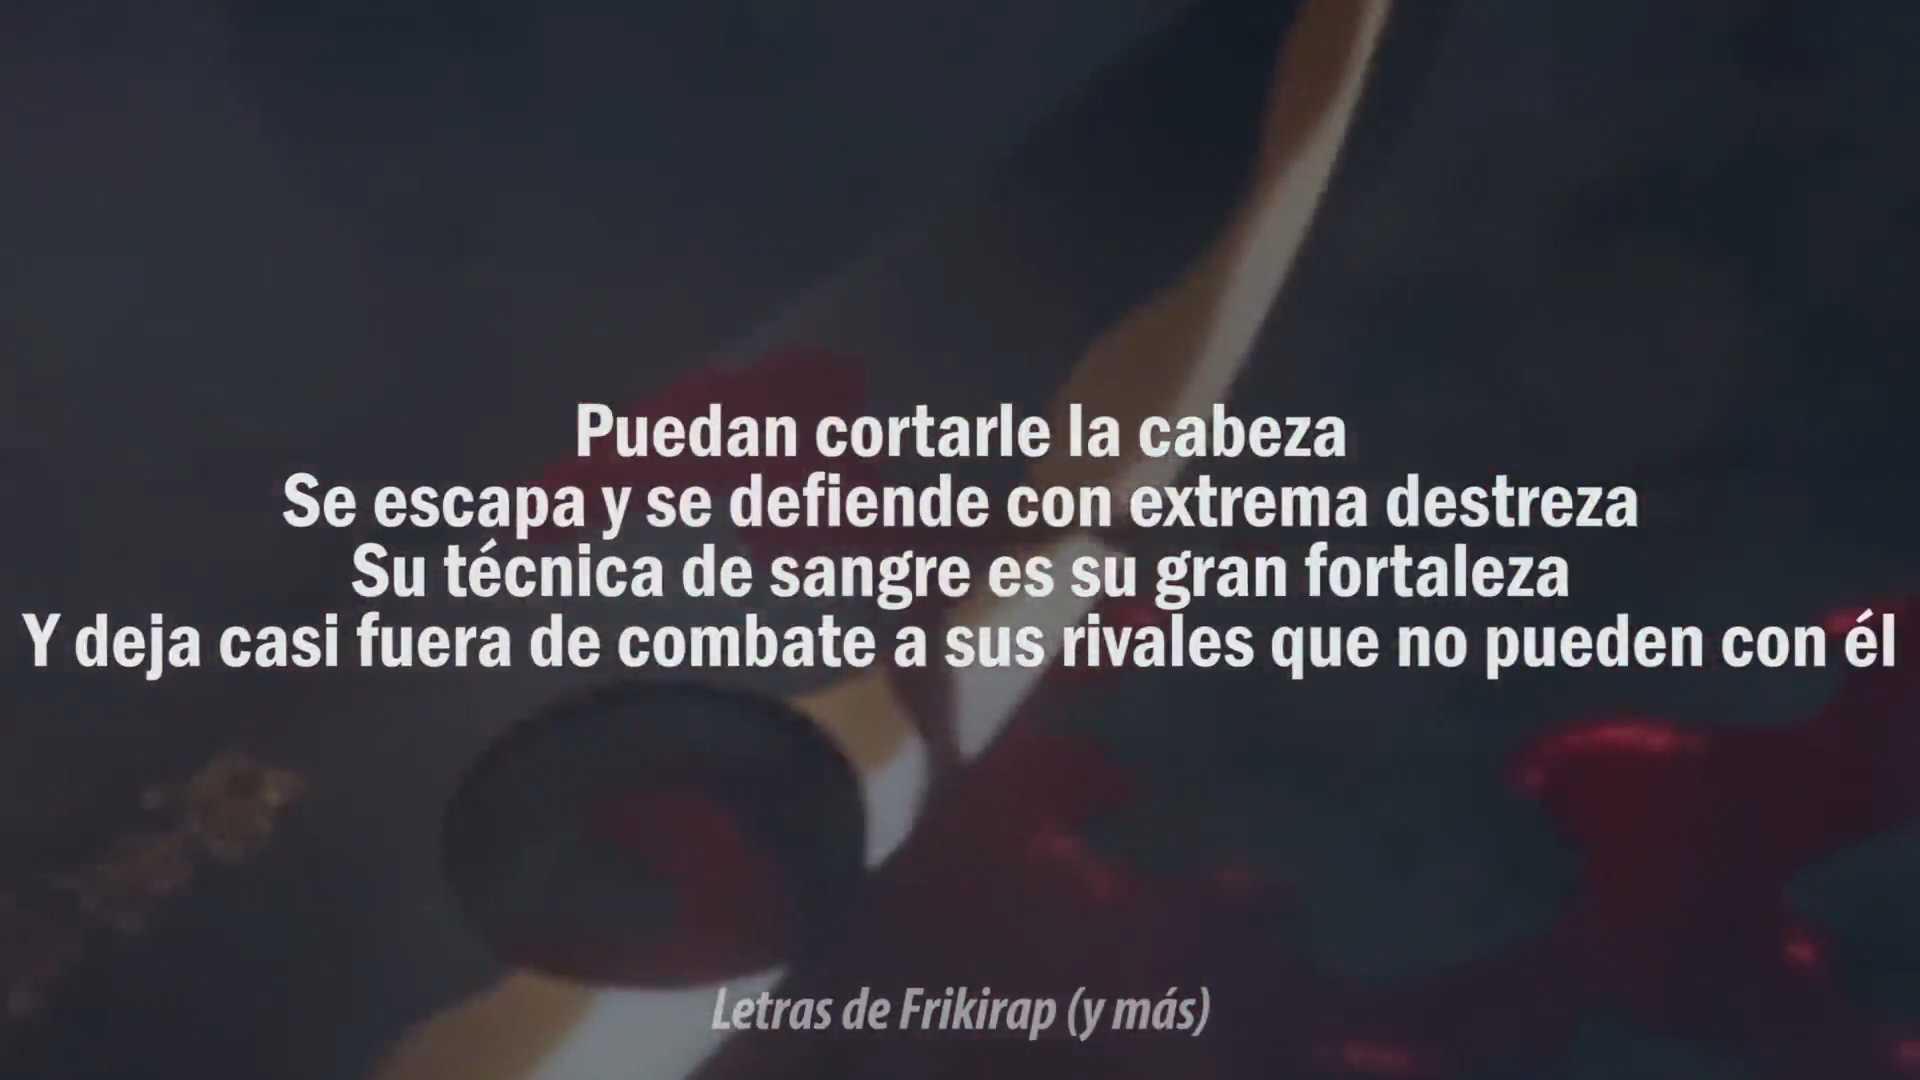 Puedan cortarle la cabeza
Se escapa y se defiende con extrema destreza
Su técnica de sangre es su gran fortaleza
Y deja casi fuera de combate a sus rivales que no pueden con él
Letras de Frikirap (y más)